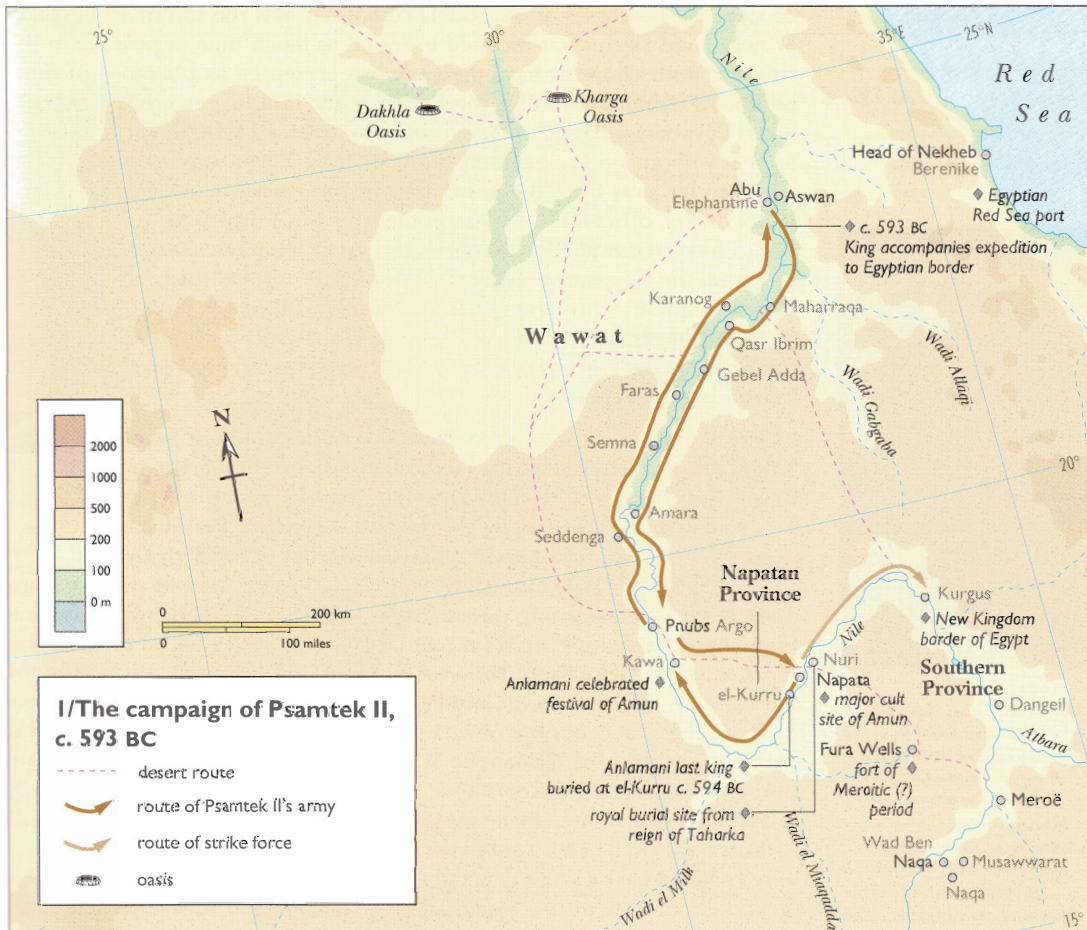 25°
30°
35°E
25°N
Nile
Red
Sea
Dakhla
Oasis
Kharga
Oasis
Head of Nekheb
Berenike
Egyptian
Red Sea port
Abu
Elephantine
Aswan
c. 593 BC
King accompanies expedition
to Egyptian border
Karanog
Maharraqa
Wawat
Qasr Ibrim
Gebel Adda
Wadi Allaqi
Wadi Gabgaba
Faras
Semna
20°
Amara
Seddenga
N
2000
1000
500
200
100
0 m
0
200 km
0
100 miles
Napatan
Province
Kurgus
New Kingdom
border of Egypt
Pnubs Argo
Nile
Kawa
Nuri
Napata
Southern
Province
Anlamani celebrated
festival of Amun
el-Kurru
major cult
site of Amun
Dangeil
Atbara
Fura Wells
fort of
Meroitic (?)
period
Anlamani last king
buried at el-Kurru c. 594 BC
royal burial site from
reign of Taharka
Meroë
Wad Ben
Naqa
Musawwarat
Naqa
Wadi el Milk
Wadi el Miaqadda
15°
1/The campaign of Psamtek II,
c. 593 BC
desert route
route of Psamtek II's army
route of strike force
oasis